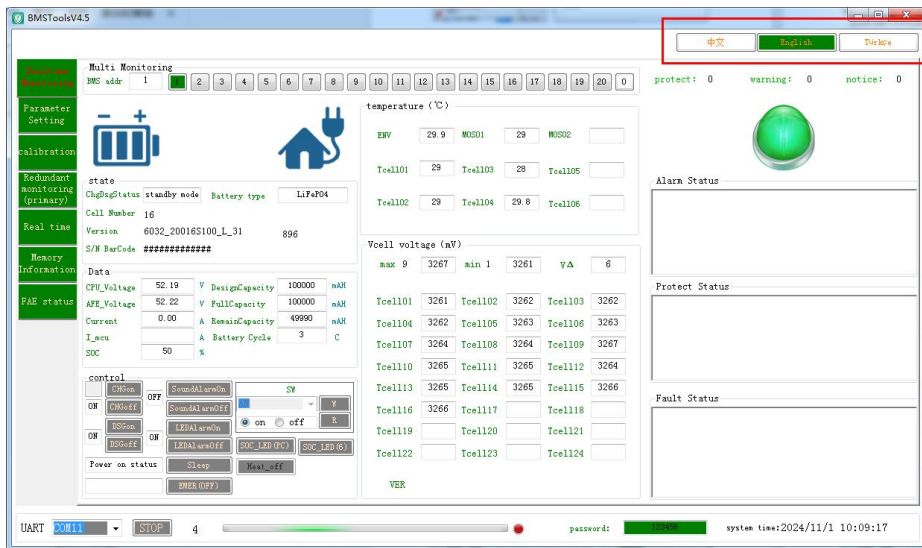 BMSToolsV4.5
中文 English Türkçe
Multi Monitoring
BMS addr 1 1 2 3 4 5 6 7 8 9 10 11 12 13 14 15 16 17 18 19 20 0
protect: 0 warning: 0 notice: 0
Parameter
Setting
calibration
Redundant
monitoring
(primary)
Real time
Memory
Information
FAE status
temperature (℃)
ENV 29.9 MOSO1 29 MOSO2
Tcell01 29 Tcell03 28 Tcell05
Tcell02 29 Tcell04 29.8 Tcell06
state
ChgDsgStatus standby mode Battery type LiFePO4
Cell Number 16
Version 6032_20016S100_L_31 896
S/N BarCode #############
Data
CPU_Voltage 52.19 V DesignCapacity 100000 mAH
AFE_Voltage 52.22 V FullCapacity 100000 mAH
Current 0.00 A RemainCapacity 49990 mAH
I_mcu A Battery Cycle 3 C
SOC 50 %
Vcell voltage (mV)
max 9 3267 min 1 3261 V△ 6
Tcell01 3261 Tcell02 3262 Tcell03 3262
Tcell04 3262 Tcell05 3263 Tcell06 3263
Tcell07 3264 Tcell08 3264 Tcell09 3267
Tcell10 3265 Tcell11 3265 Tcell12 3264
Tcell13 3265 Tcell14 3265 Tcell15 3266
Tcell16 3266 Tcell17 Tcell18
Tcell19 Tcell20 Tcell21
Tcell22 Tcell23 Tcell24
VER
control
CHGon OFF SoundAlarmOn SW
ON CHGoff SoundAlarmOff W
DSGon LEDAlarmOn on off R
ON DSGoff ON LEDAlarmOff SOC_LED(PC) SOC_LED(6)
Power on status Sleep Heat_off
EMER(OFF)
Alarm Status
Protect Status
Fault Status
UART COM11 STOP 4 password: 123456 system time:2024/11/1 10:09:17